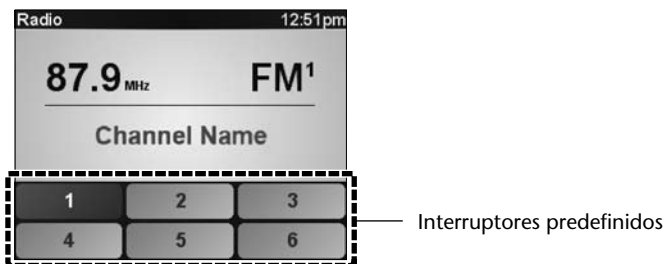 Radio 12:51pm
87.9 MHz FM¹
Channel Name
1 2 3
4 5 6
Interruptores predefinidos